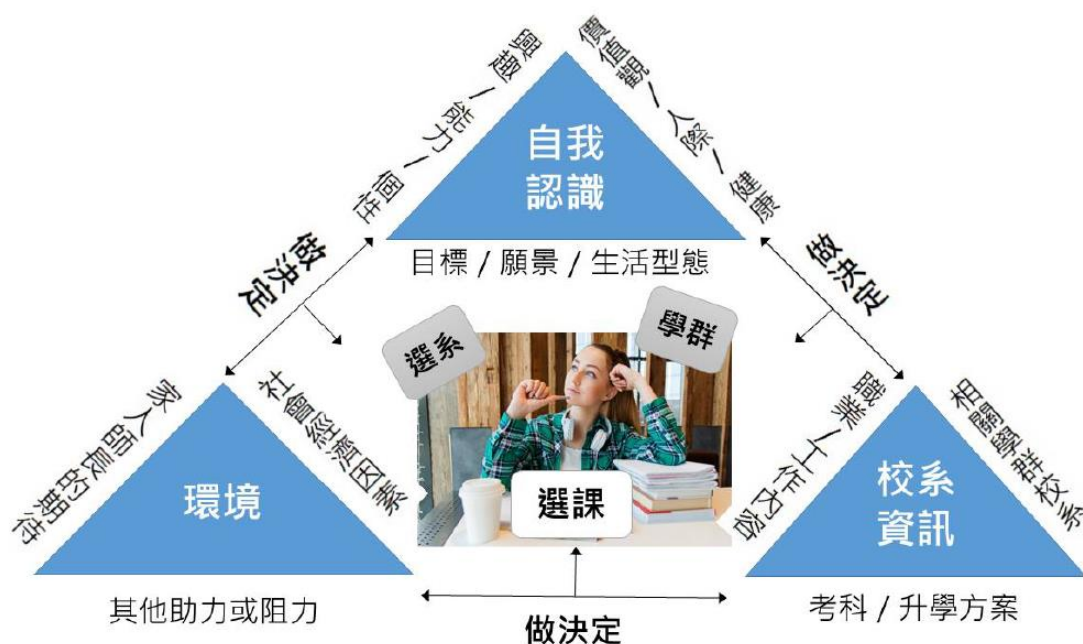 興趣/能力/個性
價值觀/人際/健康
自我
認識
目標 / 願景 / 生活型態
做決定
做決定
選系
學群
選課
家人師長的期待
社會經濟因素
環境
其他助力或阻力
職業/工作內容
相關學群校系
校系
資訊
考科 / 升學方案
做決定